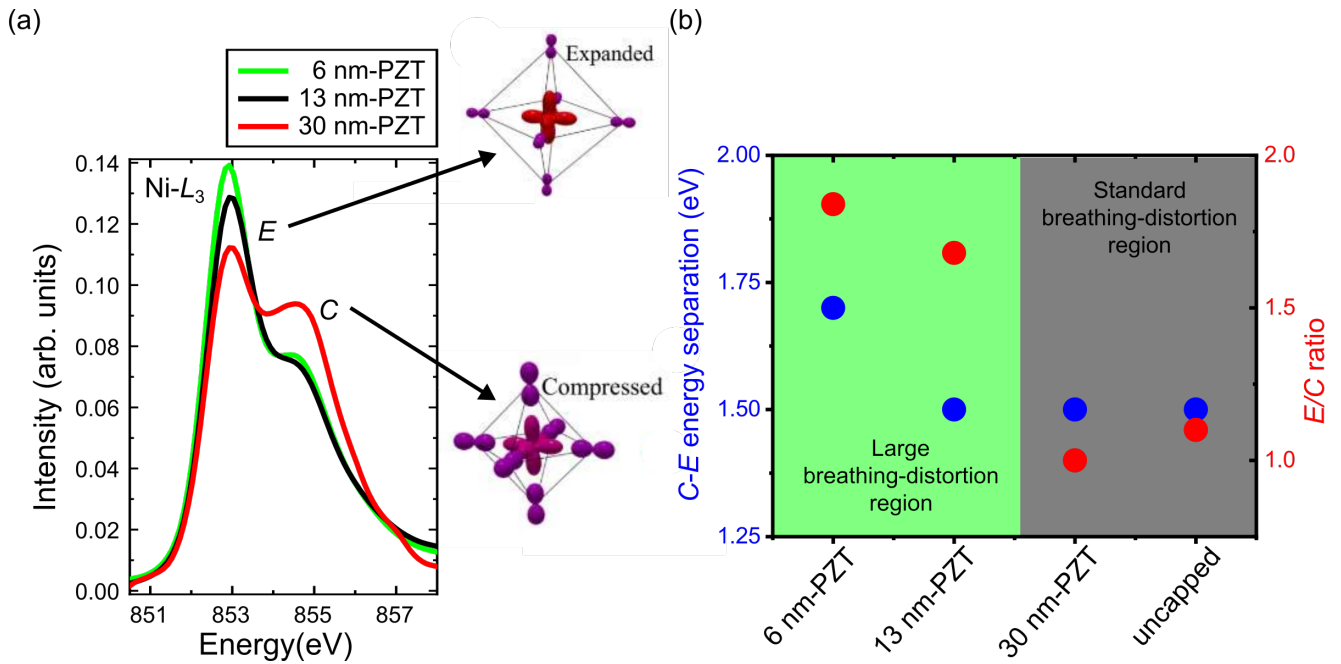 (a)
6 nm-PZT
13 nm-PZT
30 nm-PZT
Expanded
Ni-L3
E
C
Compressed
Intensity (arb. units)
0.14
0.12
0.10
0.08
0.06
0.04
0.02
0.00
851
853
855
857
Energy(eV)
(b)
C-E energy separation (eV)
2.00
1.75
1.50
1.25
Standard
breathing-distortion
region
Large
breathing-distortion
region
2.0
1.5
1.0
E/C ratio
6 nm-PZT
13 nm-PZT
30 nm-PZT
uncapped